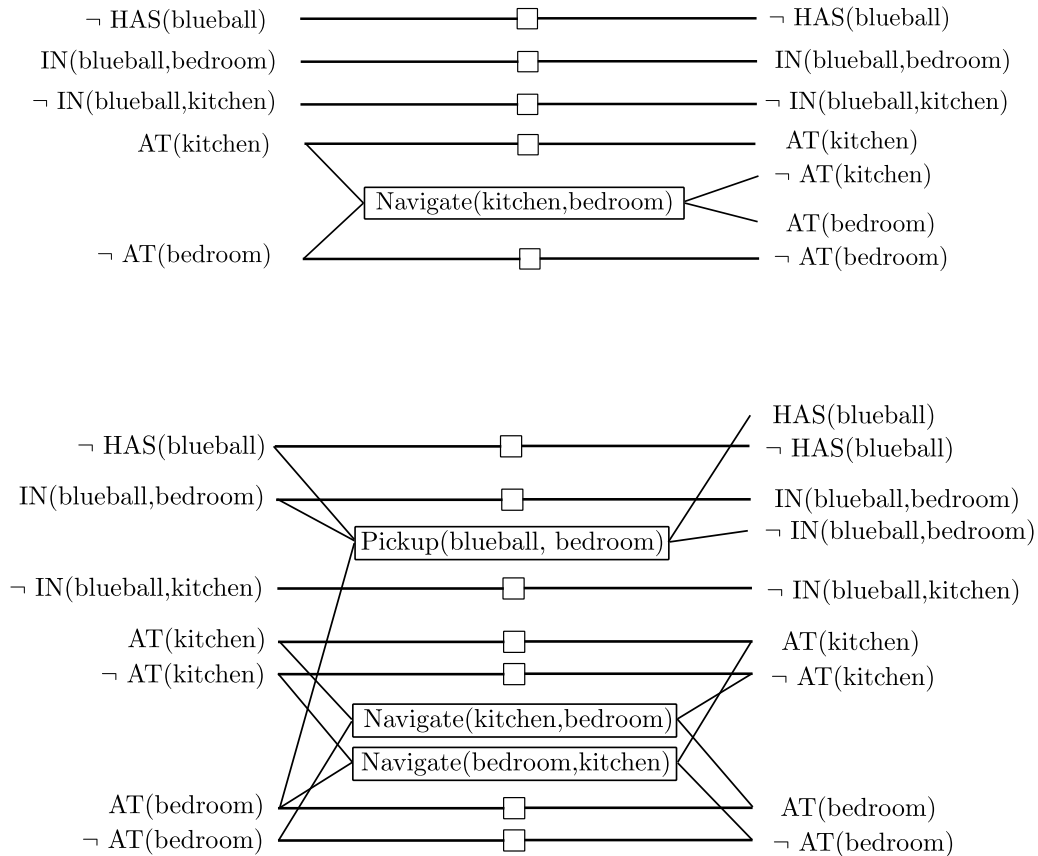 ¬ HAS(blueball) ¬ HAS(blueball)
IN(blueball,bedroom) IN(blueball,bedroom)
¬ IN(blueball,kitchen) ¬ IN(blueball,kitchen)
AT(kitchen) AT(kitchen)
¬ AT(kitchen)
Navigate(kitchen,bedroom)
AT(bedroom)
¬ AT(bedroom) ¬ AT(bedroom)
HAS(blueball)
¬ HAS(blueball) ¬ HAS(blueball)
IN(blueball,bedroom) IN(blueball,bedroom)
¬ IN(blueball,bedroom)
Pickup(blueball, bedroom)
¬ IN(blueball,kitchen) ¬ IN(blueball,kitchen)
AT(kitchen) AT(kitchen)
¬ AT(kitchen) ¬ AT(kitchen)
Navigate(kitchen,bedroom)
Navigate(bedroom,kitchen)
AT(bedroom) AT(bedroom)
¬ AT(bedroom) ¬ AT(bedroom)